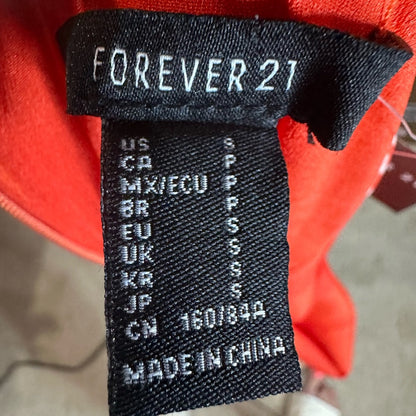 FOREVER 21
US S
CA P
MX/ECU P
BR P
EU S
UK S
KR S
JP S
CN 160/84A
MADE IN CHINA